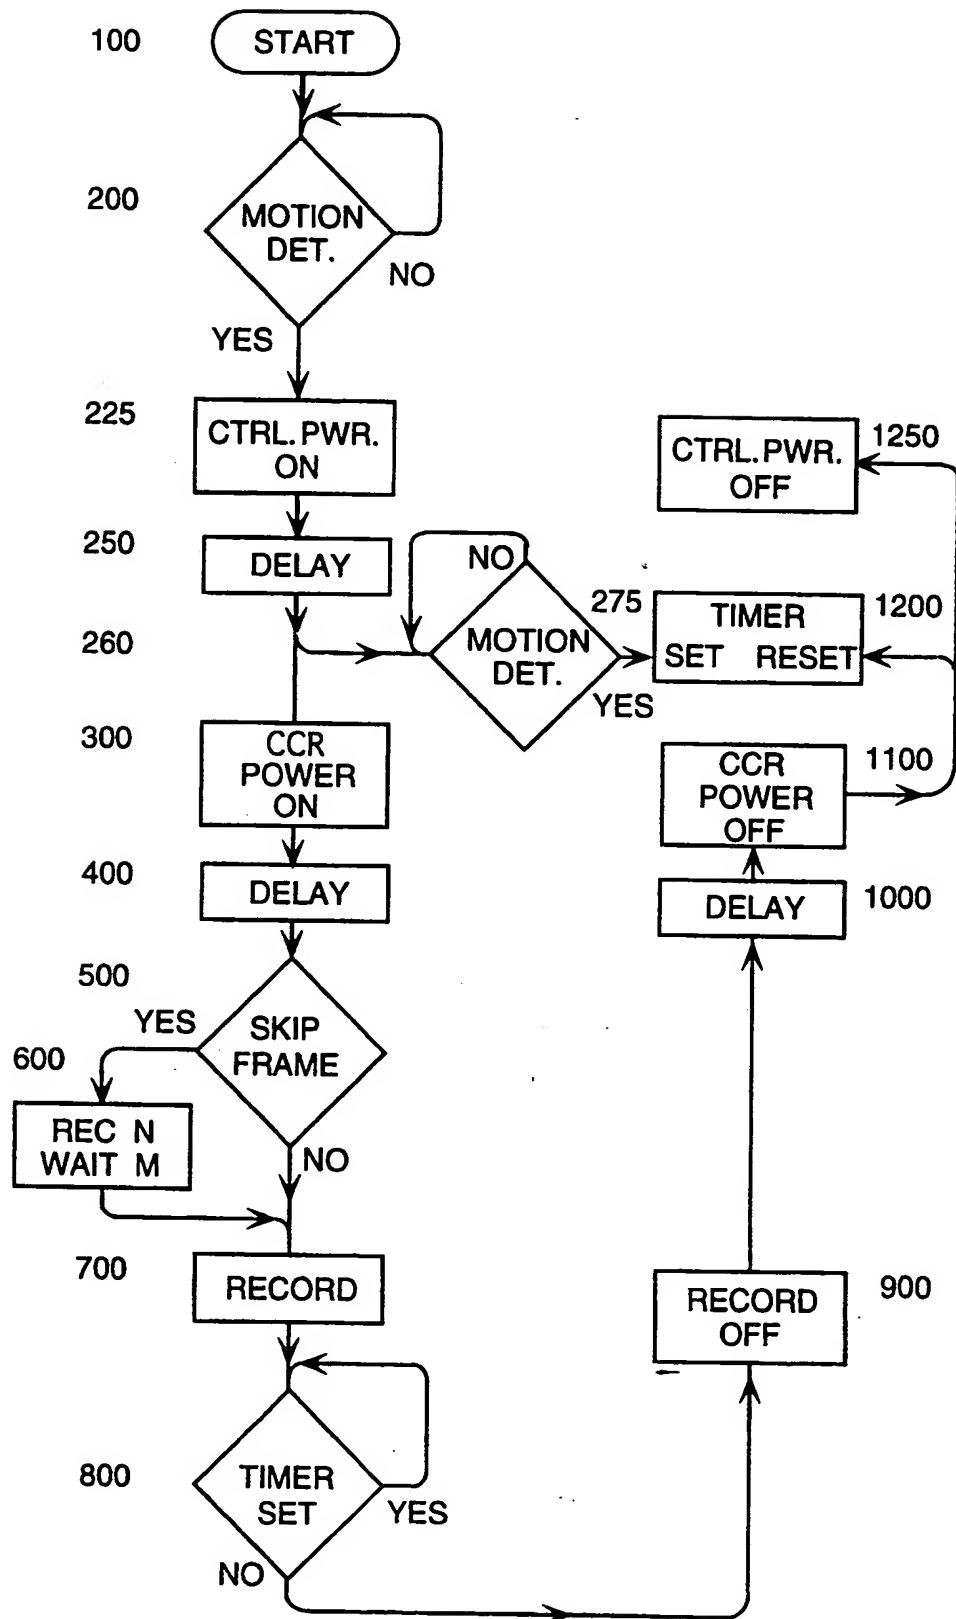 100
START
200
MOTION
DET.
NO
YES
225
CTRL. PWR.
ON
1250
CTRL. PWR.
OFF
250
DELAY
NO
260
275
MOTION
DET.
YES
1200
TIMER
SET RESET
300
CCR
POWER
ON
1100
CCR
POWER
OFF
400
DELAY
1000
DELAY
500
YES
SKIP
FRAME
NO
600
REC N
WAIT M
700
RECORD
900
RECORD
OFF
800
TIMER
SET
YES
NO